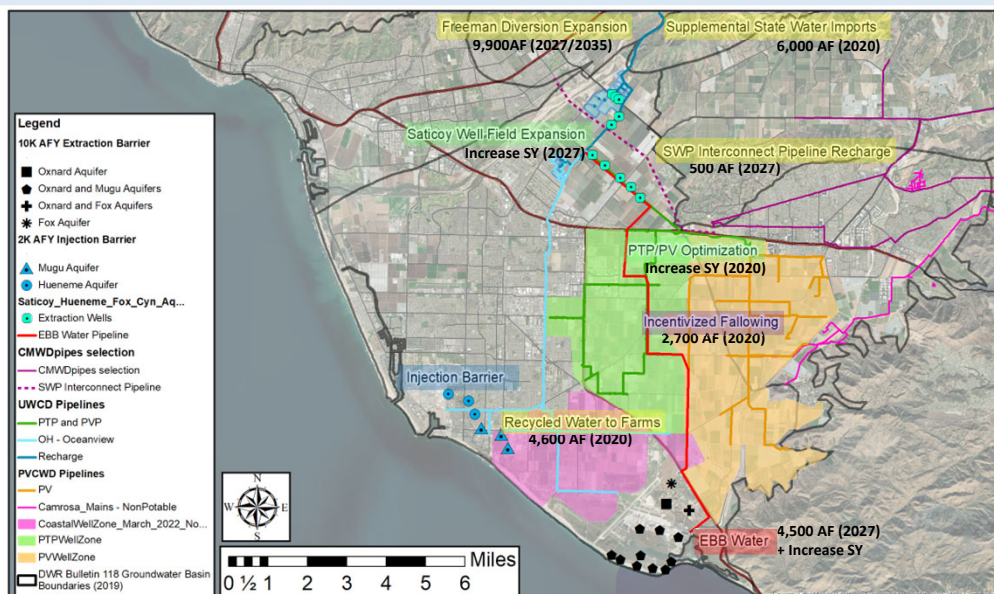 Freeman Diversion Expansion
9,900AF (2027/2035)
Supplemental State Water Imports
6,000 AF (2020)
Saticoy Well Field Expansion
Increase SY (2027)
SWP Interconnect Pipeline Recharge
500 AF (2027)
PTP/PV Optimization
Increase SY (2020)
Incentivized Fallowing
2,700 AF (2020)
Injection Barrier
Recycled Water to Farms
4,600 AF (2020)
EBB Water
4,500 AF (2027)
+ Increase SY
Legend
10K AFY Extraction Barrier
Oxnard Aquifer
Oxnard and Mugu Aquifers
Oxnard and Fox Aquifers
Fox Aquifer
2K AFY Injection Barrier
Mugu Aquifer
Hueneme Aquifer
Saticoy_Hueneme_Fox_Cyn_Aq...
Extraction Wells
EBB Water Pipeline
CMWDpipes selection
CMWDpipes selection
SWP Interconnect Pipeline
UWCD Pipelines
PTP and PVP
OH - Oceanview
Recharge
PVCWD Pipelines
PV
Camrosa_Mains - NonPotable
CoastalWellZone_March_2022_No...
PTPWellZone
PVWellZone
DWR Bulletin 118 Groundwater Basin
Boundaries (2019)
N
W E
S
Miles
0 ½ 1 2 3 4 5 6